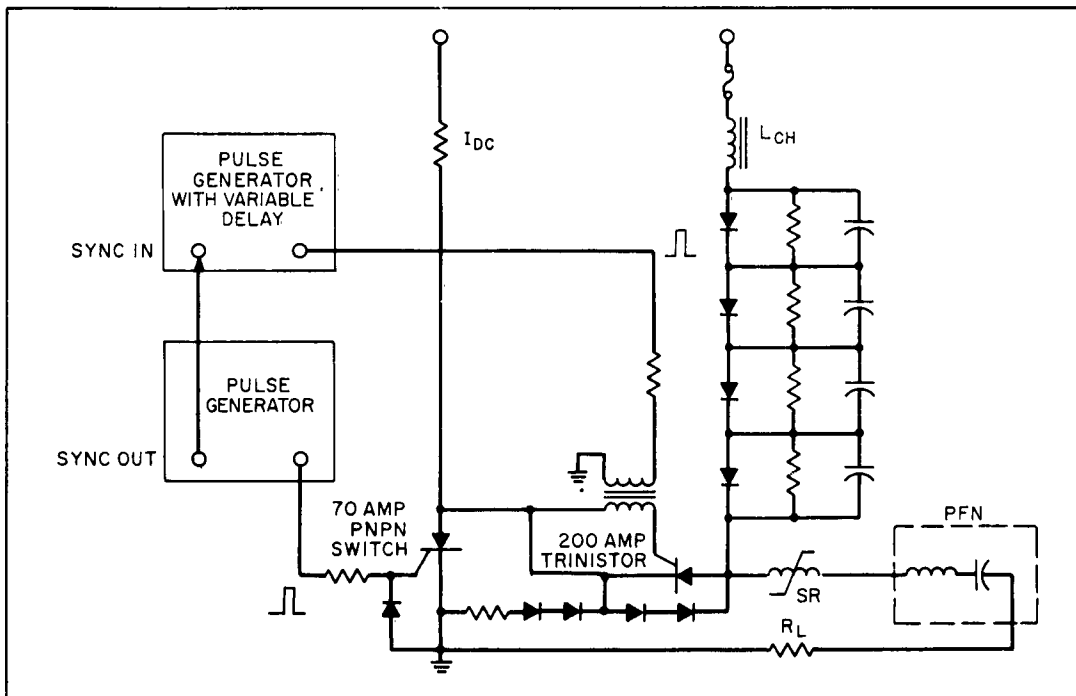 I_DC
L_CH
PULSE
GENERATOR
WITH VARIABLE
DELAY
SYNC IN
PULSE
GENERATOR
SYNC OUT
70 AMP
PNPN
SWITCH
200 AMP
TRINISTOR
SR
PFN
R_L